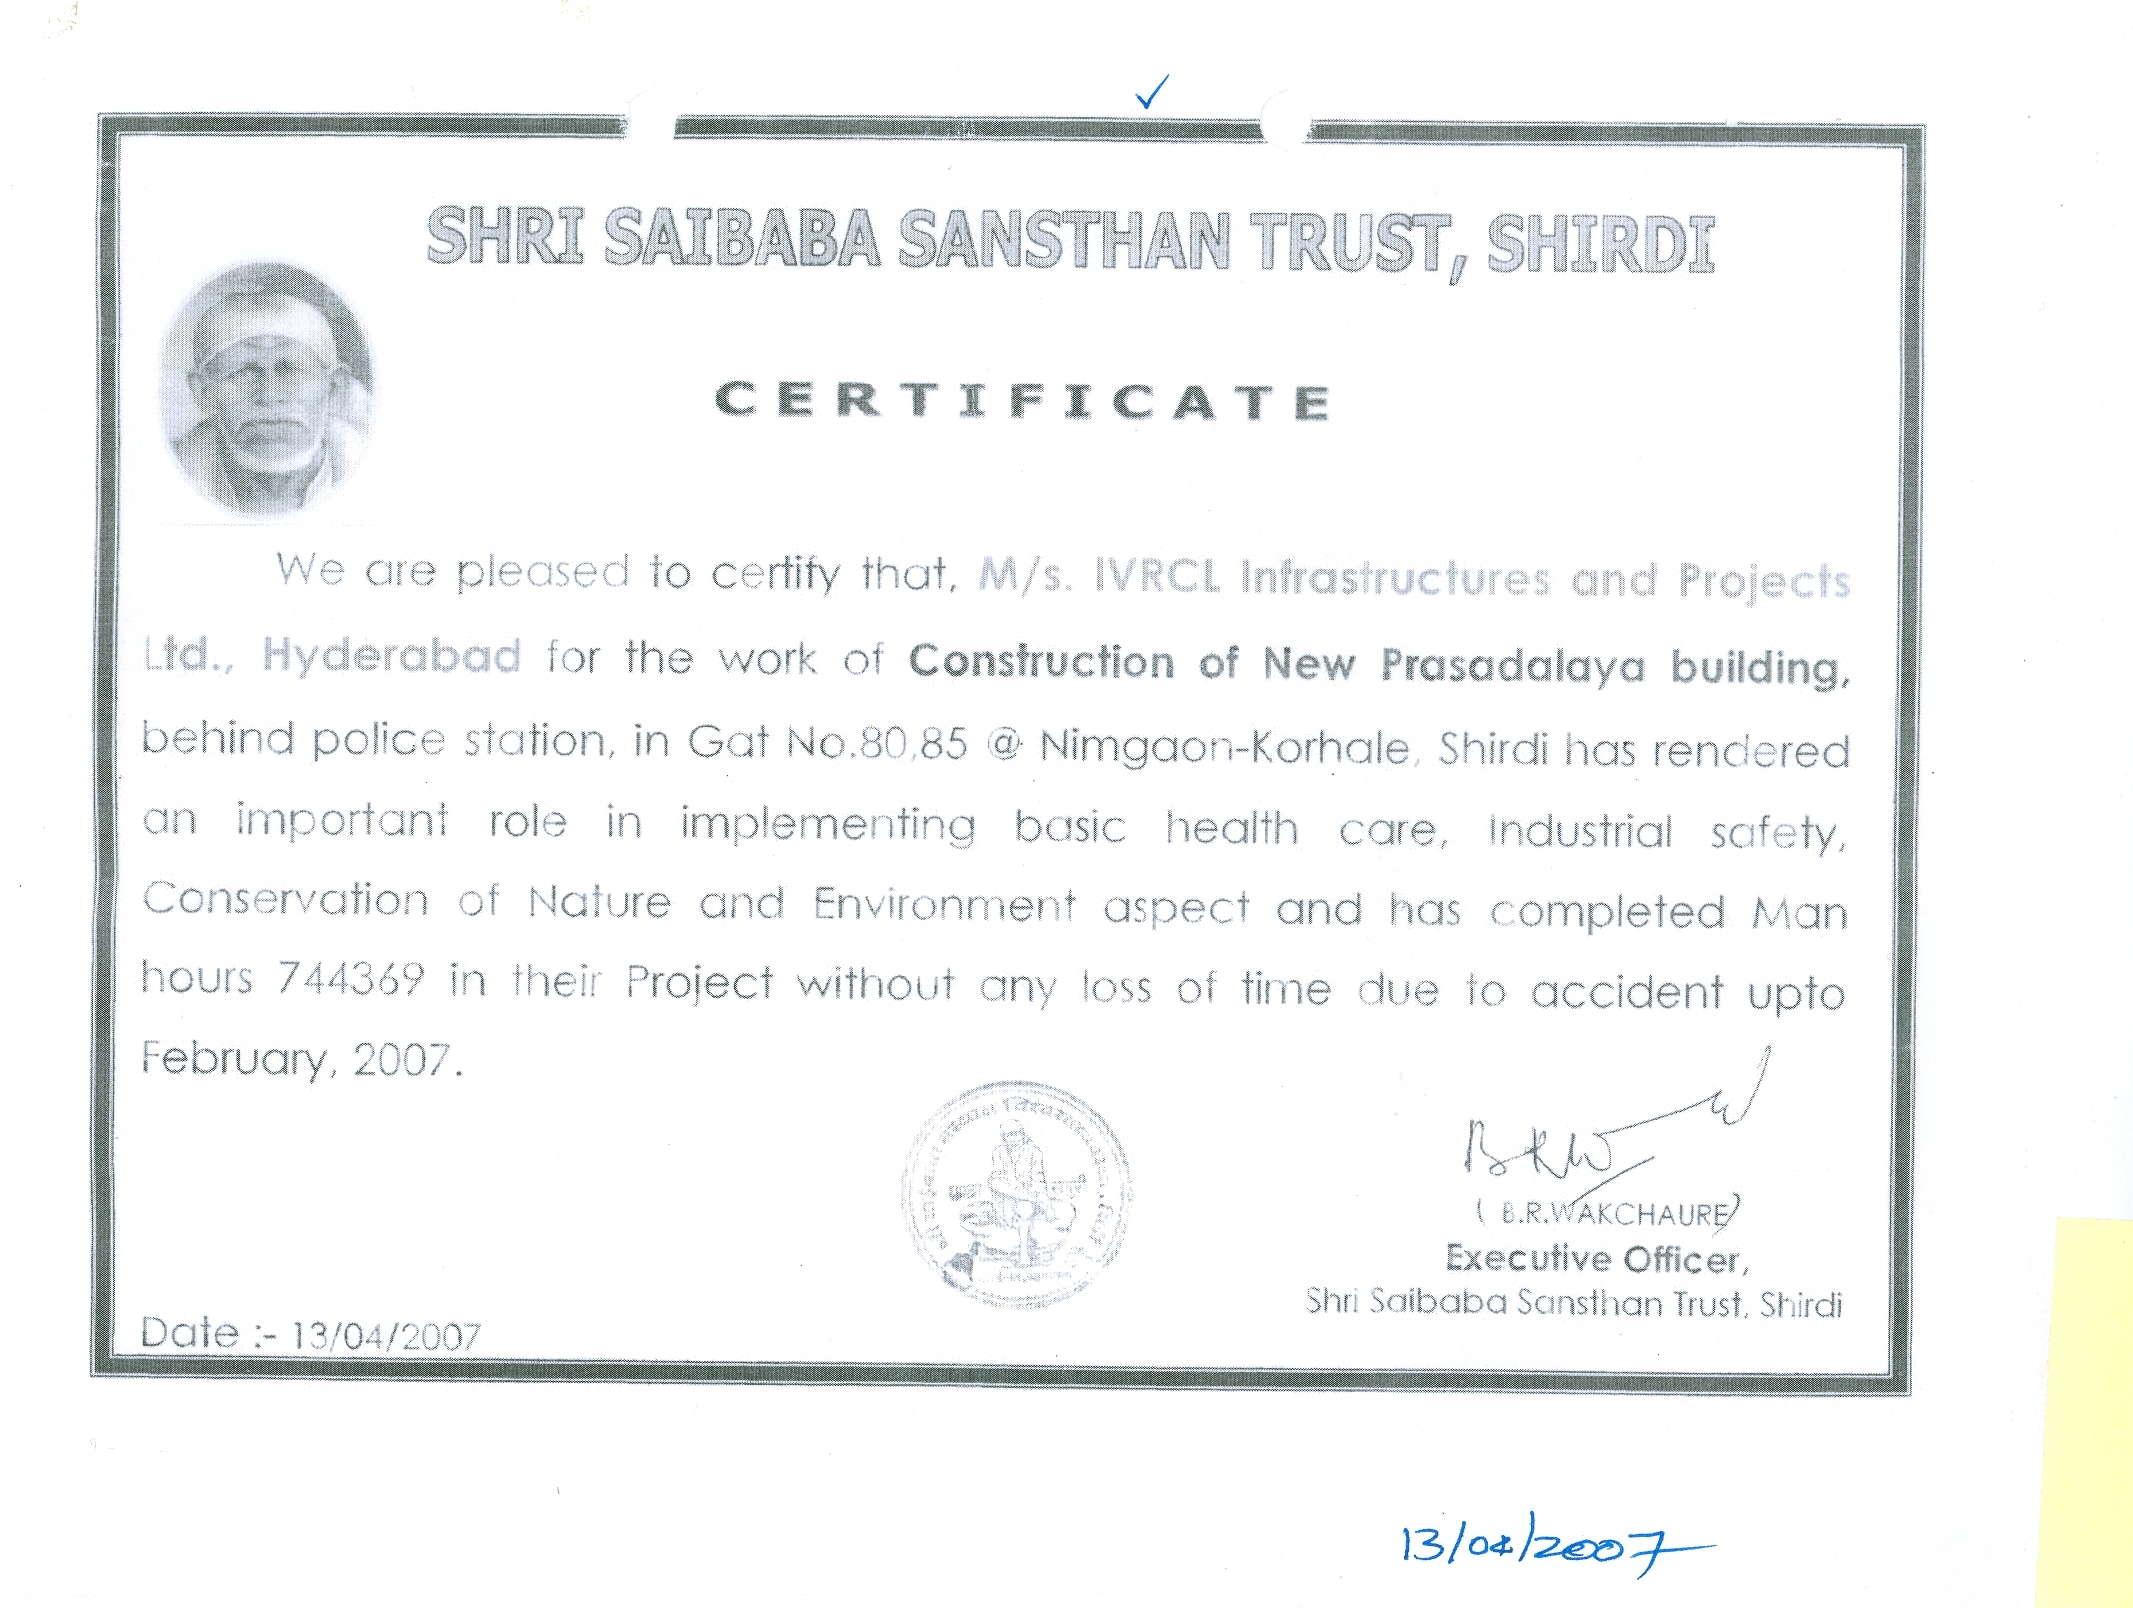 SHRI SAIBABA SANSTHAN TRUST, SHIRDI
CERTIFICATE
We are pleased to certify that, M/s. IVRCL Infrastructures and Projects
Ltd., Hyderabad for the work of Construction of New Prasadalaya building,
behind police station, in Gat No.80,85 @ Nimgaon-Korhale, Shirdi has rendered
an important role in implementing basic health care, Industrial safety,
Conservation of Nature and Environment aspect and has completed Man
hours 744369 in their Project without any loss of time due to accident upto
February, 2007.
BRW
( B.R.WAKCHAURE)
Executive Officer,
Shri Saibaba Sansthan Trust, Shirdi
Date :- 13/04/2007
13/04/2007